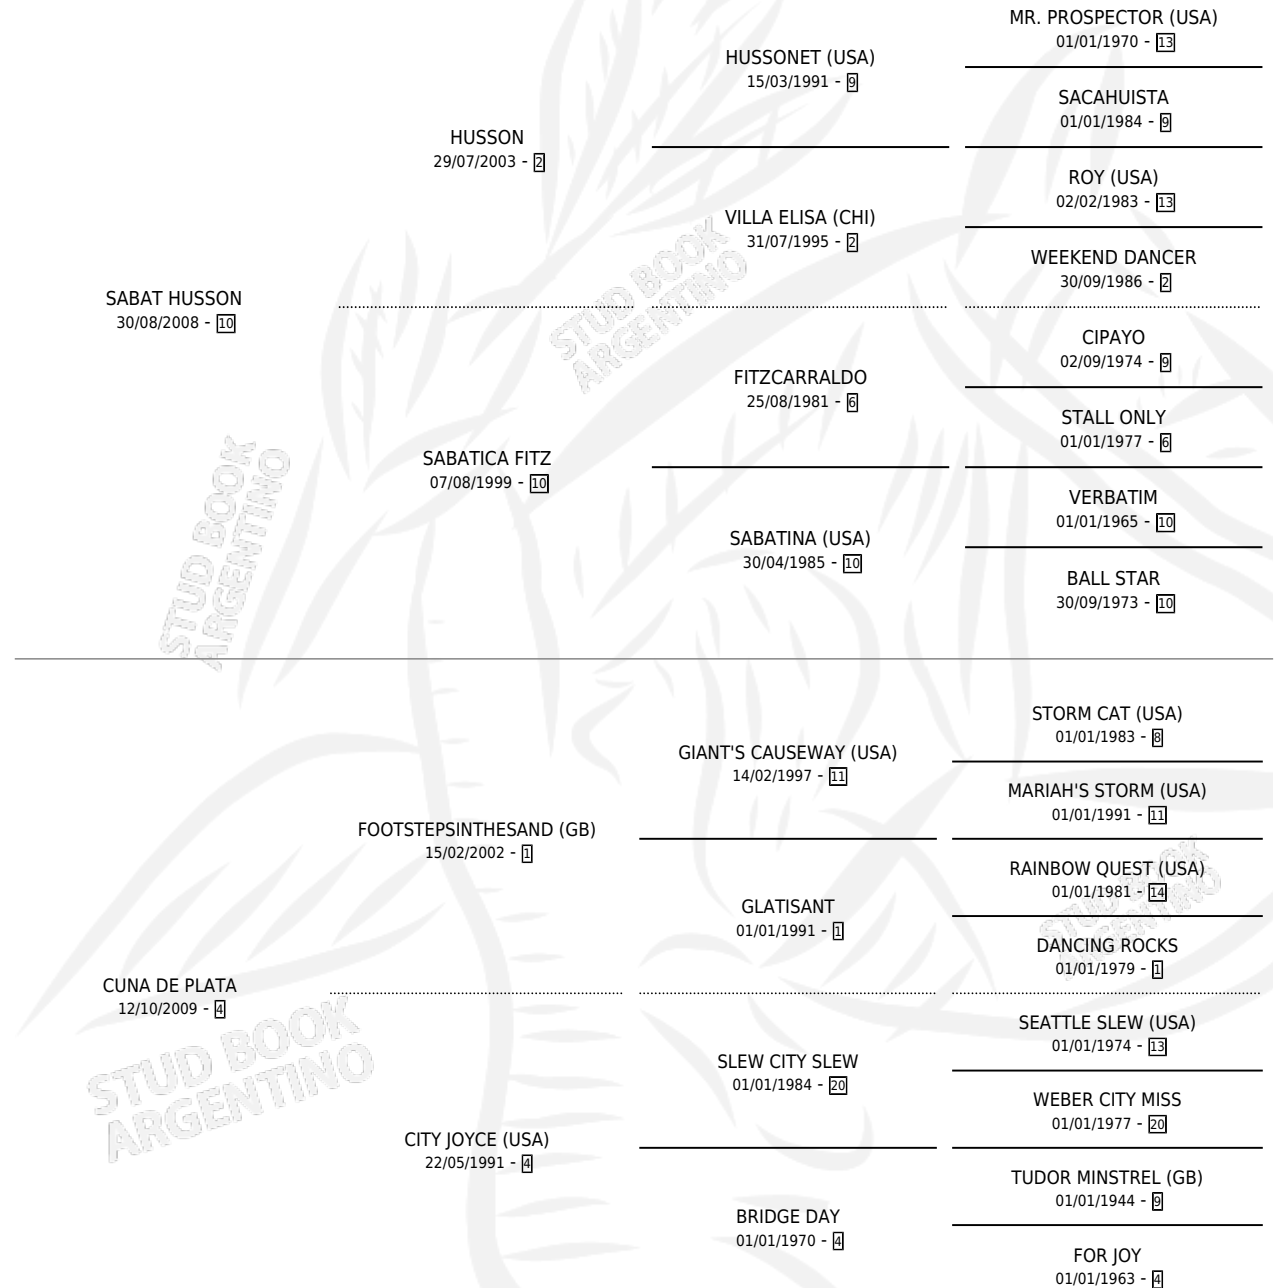 MR. PROSPECTOR (USA)
01/01/1970 - 13
HUSSONET (USA)
15/03/1991 - 9
SACAHUISTA
01/01/1984 - 9
HUSSON
29/07/2003 - 2
ROY (USA)
02/02/1983 - 13
VILLA ELISA (CHI)
31/07/1995 - 2
WEEKEND DANCER
30/09/1986 - 2
SABAT HUSSON
30/08/2008 - 10
STUD BOOK
ARGENTINO
CIPAYO
02/09/1974 - 9
FITZCARRALDO
25/08/1981 - 6
STALL ONLY
01/01/1977 - 6
SABATICA FITZ
07/08/1999 - 10
VERBATIM
01/01/1965 - 10
SABATINA (USA)
30/04/1985 - 10
BALL STAR
30/09/1973 - 10
STUD BOOK
ARGENTINO
STORM CAT (USA)
01/01/1983 - 8
GIANT'S CAUSEWAY (USA)
14/02/1997 - 11
MARIAH'S STORM (USA)
01/01/1991 - 11
FOOTSTEPSINTHESAND (GB)
15/02/2002 - 1
RAINBOW QUEST (USA)
01/01/1981 - 14
GLATISANT
01/01/1991 - 1
STUD BOOK
ARGENTINO
DANCING ROCKS
01/01/1979 - 1
CUNA DE PLATA
12/10/2009 - 4
STUD BOOK
ARGENTINO
SEATTLE SLEW (USA)
01/01/1974 - 13
SLEW CITY SLEW
01/01/1984 - 20
WEBER CITY MISS
01/01/1977 - 20
CITY JOYCE (USA)
22/05/1991 - 4
TUDOR MINSTREL (GB)
01/01/1944 - 9
BRIDGE DAY
01/01/1970 - 4
FOR JOY
01/01/1963 - 4